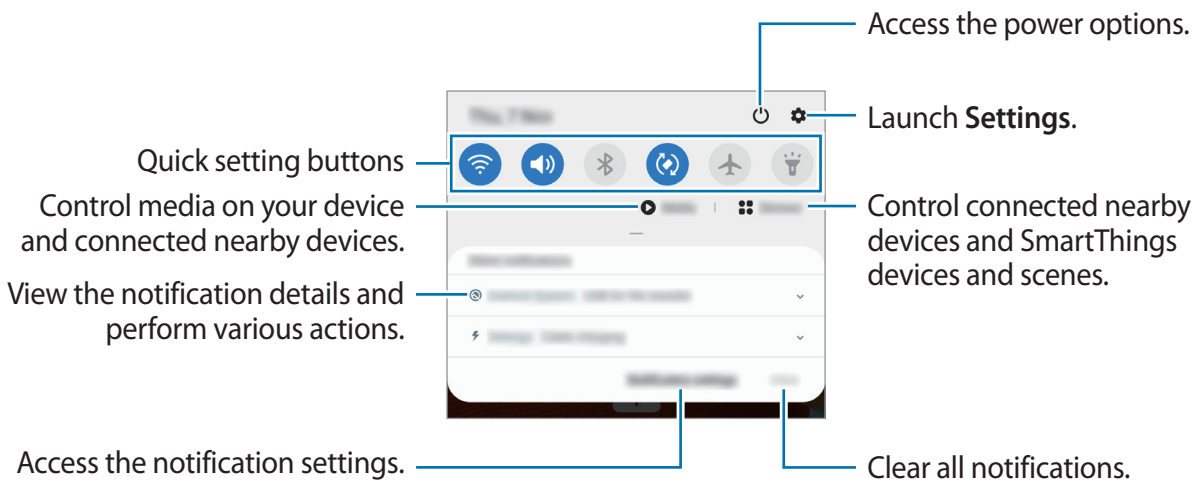 Access the power options.
Launch Settings.
Quick setting buttons
Control media on your device
and connected nearby devices.
Control connected nearby
devices and SmartThings
devices and scenes.
View the notification details and
perform various actions.
Access the notification settings.
Clear all notifications.